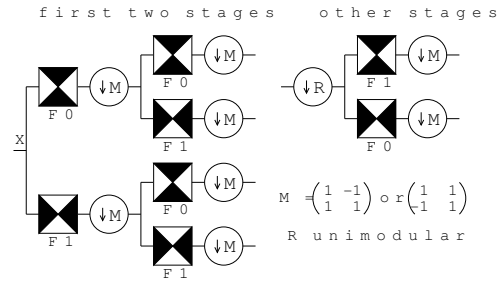 first two stages other stages
↓M ↓M F 1
F 0 F 0 ↓R
↓M ↓M
X F 1 F 0
↓M
F 0 M = (1 -1 1 1) or (1 1 -1 1)
↓M
F 1 R unimodular
↓M
F 1